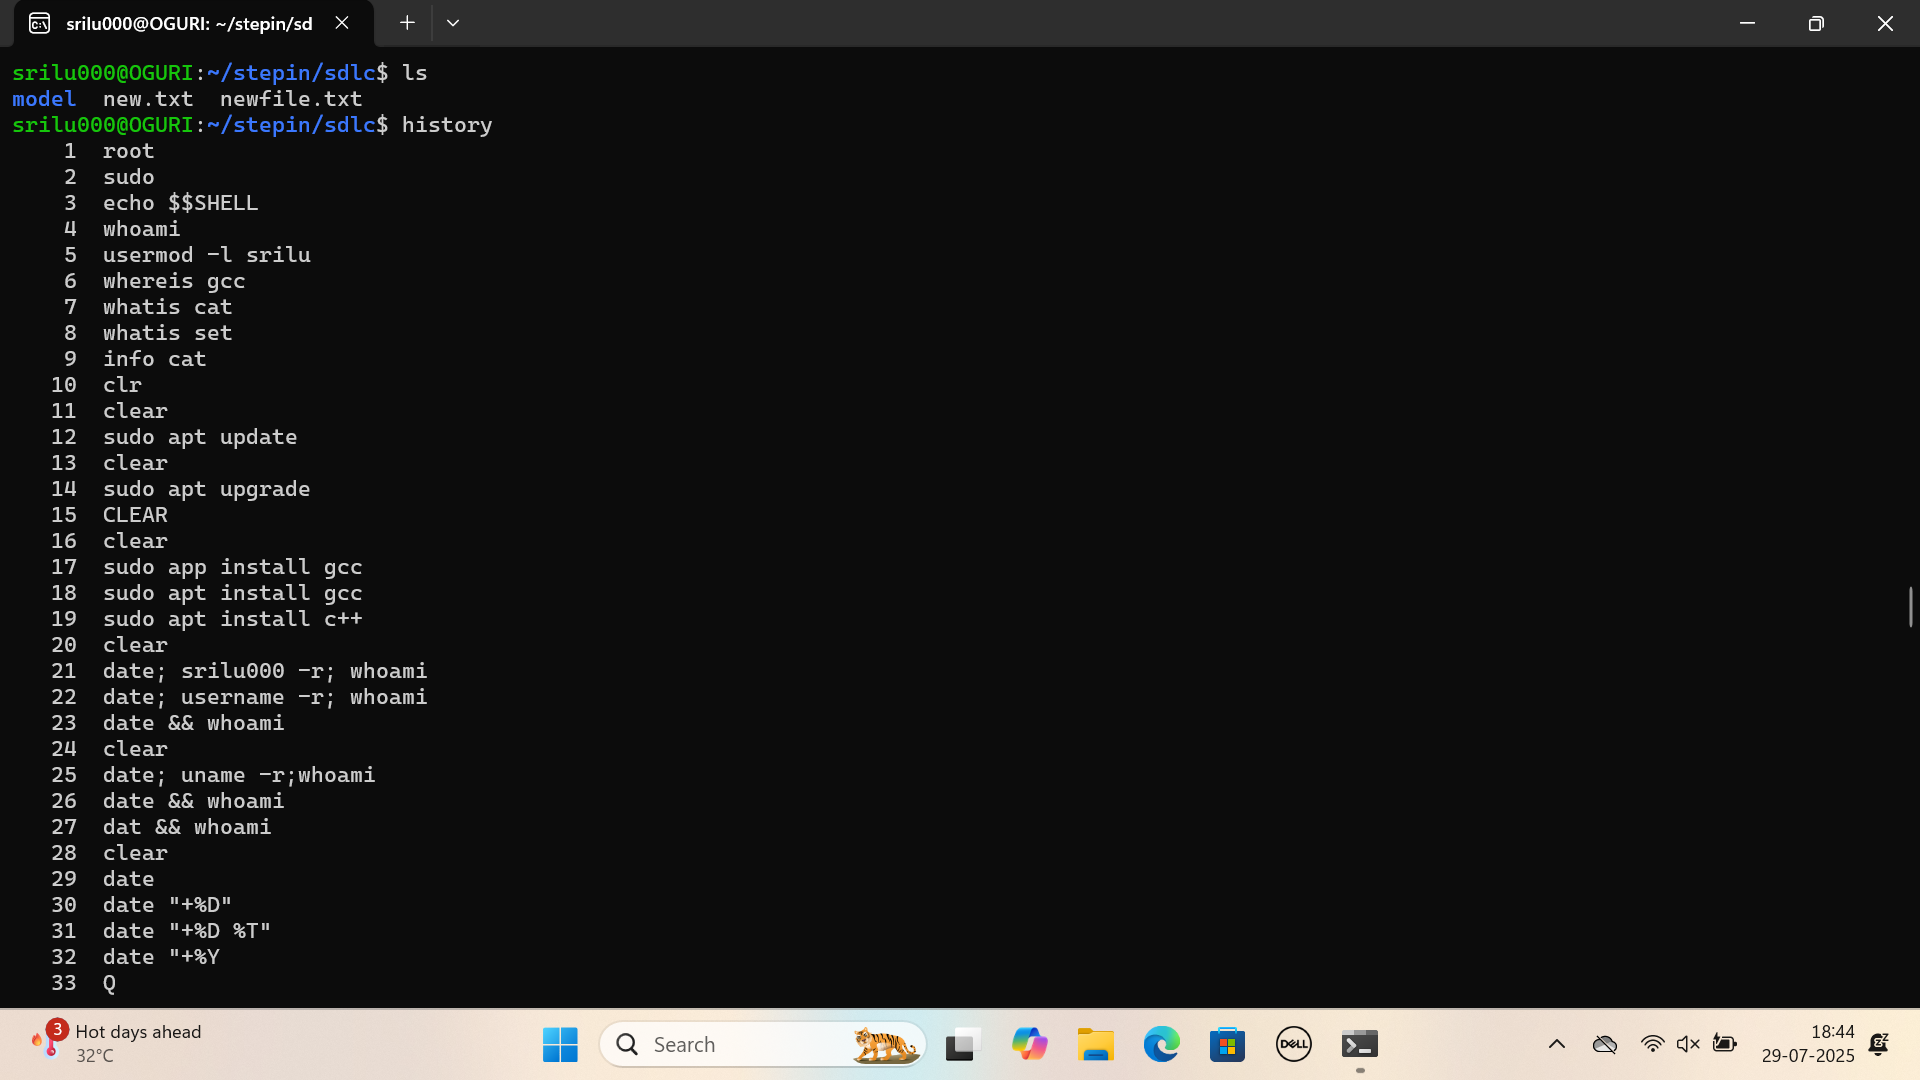 srilu000@OGURI: ~/stepin/sd
srilu000@OGURI:~/stepin/sdlc$ ls
model  new.txt  newfile.txt
srilu000@OGURI:~/stepin/sdlc$ history
1  root
2  sudo
3  echo $$SHELL
4  whoami
5  usermod -l srilu
6  whereis gcc
7  whatis cat
8  whatis set
9  info cat
10  clr
11  clear
12  sudo apt update
13  clear
14  sudo apt upgrade
15  CLEAR
16  clear
17  sudo app install gcc
18  sudo apt install gcc
19  sudo apt install c++
20  clear
21  date; srilu000 -r; whoami
22  date; username -r; whoami
23  date && whoami
24  clear
25  date; uname -r;whoami
26  date && whoami
27  dat && whoami
28  clear
29  date
30  date "+%D"
31  date "+%D %T"
32  date "+%Y
33  Q
3
Hot days ahead
32°C
Search
DELL
18:44
29-07-2025